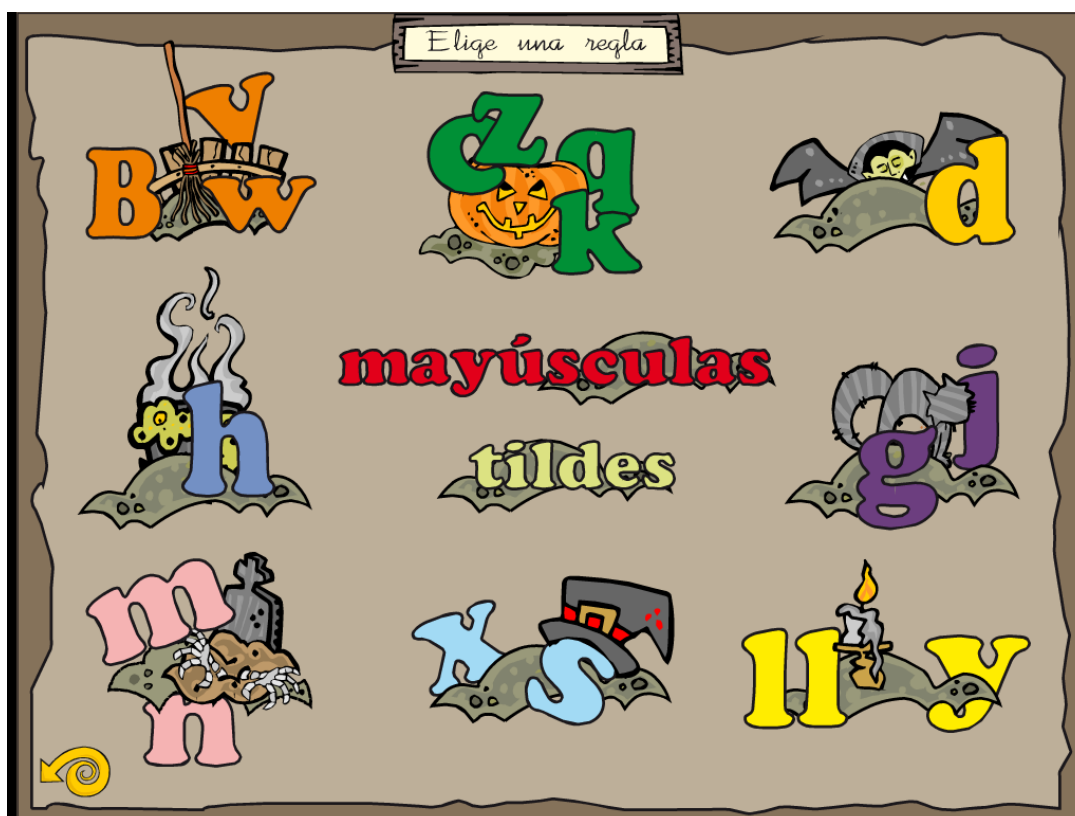 Elige una regla
B v w
c z q k
d
h
mayúsculas
tildes
g j
m n
x s
ll y